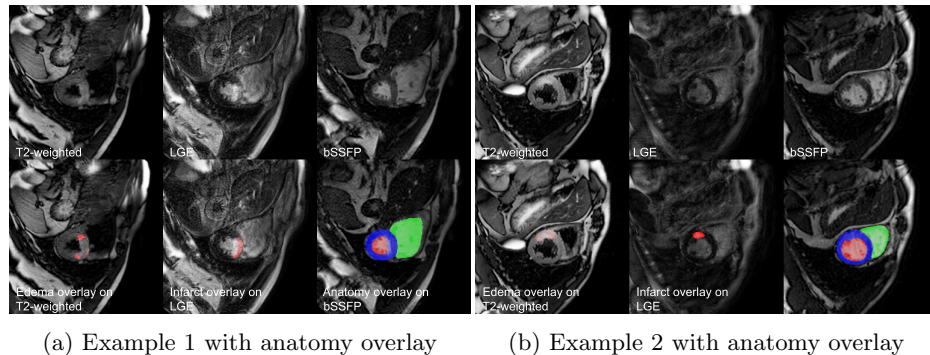 T2-weighted
LGE
bSSFP
T2-weighted
LGE
bSSFP
Edema overlay on
T2-weighted
Infarct overlay on
LGE
Anatomy overlay on
bSSFP
Edema overlay on
T2-weighted
Infarct overlay on
LGE
(a) Example 1 with anatomy overlay
(b) Example 2 with anatomy overlay